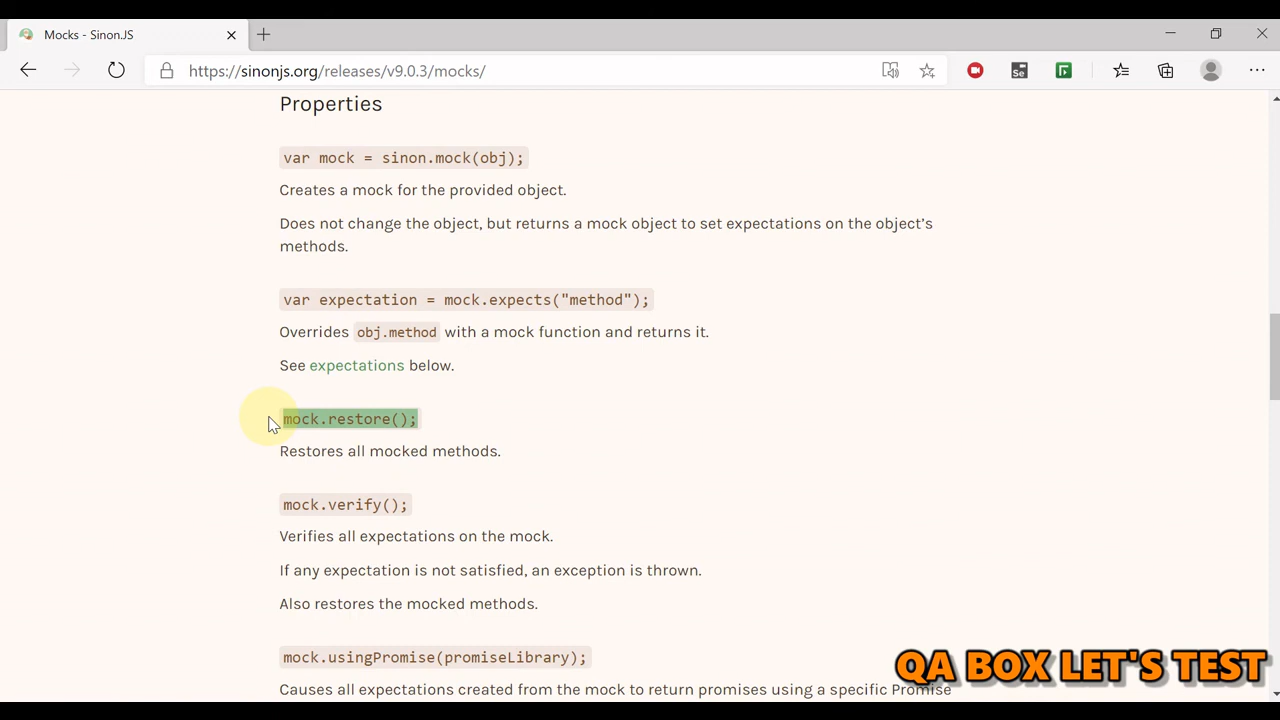 Mocks - Sinon.JS
https://sinonjs.org/releases/v9.0.3/mocks/
Properties
var mock = sinon.mock(obj);
Creates a mock for the provided object.
Does not change the object, but returns a mock object to set expectations on the object’s
methods.
var expectation = mock.expects("method");
Overrides obj.method with a mock function and returns it.
See expectations below.
mock.restore();
Restores all mocked methods.
mock.verify();
Verifies all expectations on the mock.
If any expectation is not satisfied, an exception is thrown.
Also restores the mocked methods.
mock.usingPromise(promiseLibrary);
Causes all expectations created from the mock to return promises using a specific Promise
QA BOX LET'S TEST
Se